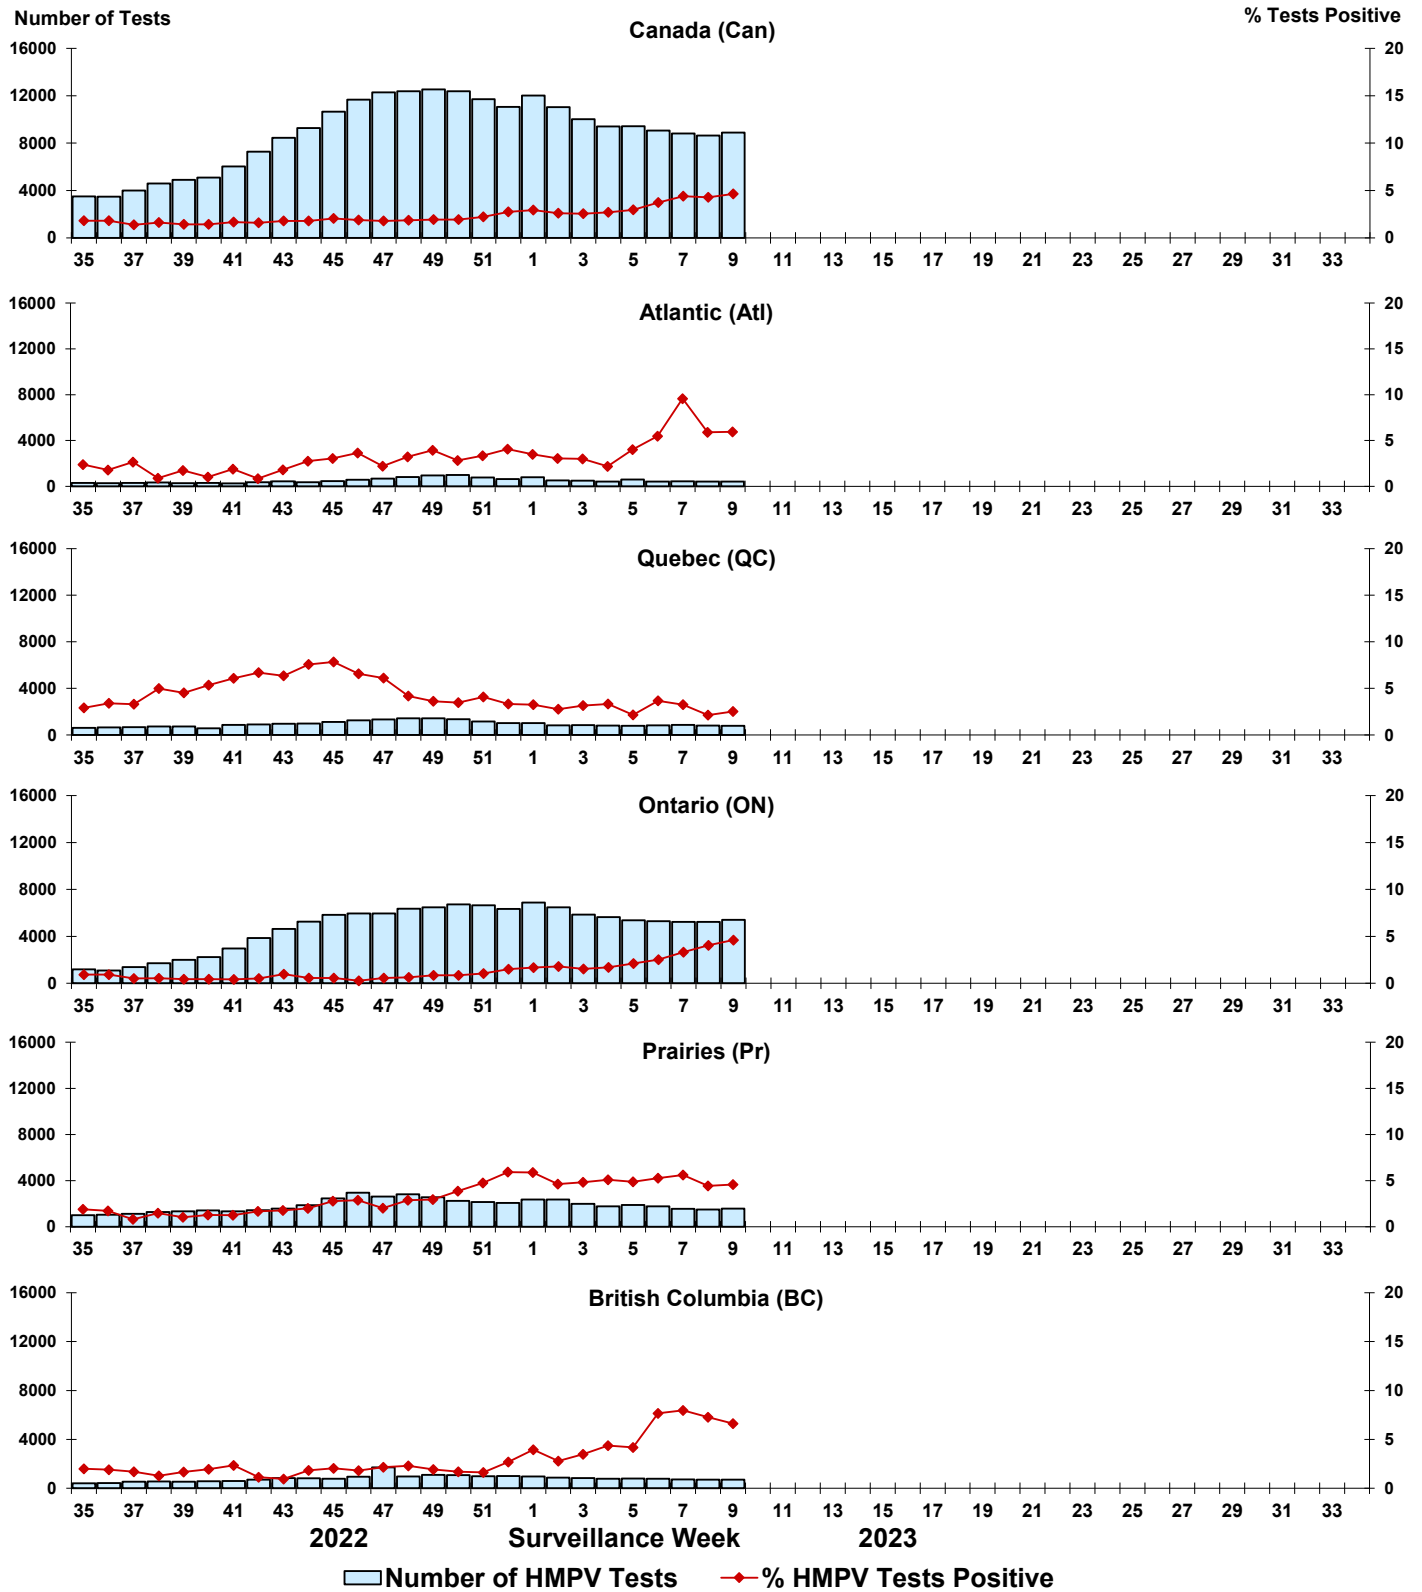 Number of Tests
% Tests Positive
Canada (Can)
16000 20
12000 15
8000 10
4000 5
0 0
35 37 39 41 43 45 47 49 51 1 3 5 7 9 11 13 15 17 19 21 23 25 27 29 31 33
Atlantic (Atl)
16000 20
12000 15
8000 10
4000 5
0 0
35 37 39 41 43 45 47 49 51 1 3 5 7 9 11 13 15 17 19 21 23 25 27 29 31 33
Quebec (QC)
16000 20
12000 15
8000 10
4000 5
0 0
35 37 39 41 43 45 47 49 51 1 3 5 7 9 11 13 15 17 19 21 23 25 27 29 31 33
Ontario (ON)
16000 20
12000 15
8000 10
4000 5
0 0
35 37 39 41 43 45 47 49 51 1 3 5 7 9 11 13 15 17 19 21 23 25 27 29 31 33
Prairies (Pr)
16000 20
12000 15
8000 10
4000 5
0 0
35 37 39 41 43 45 47 49 51 1 3 5 7 9 11 13 15 17 19 21 23 25 27 29 31 33
British Columbia (BC)
16000 20
12000 15
8000 10
4000 5
0 0
35 37 39 41 43 45 47 49 51 1 3 5 7 9 11 13 15 17 19 21 23 25 27 29 31 33
2022 Surveillance Week 2023
Number of HMPV Tests % HMPV Tests Positive